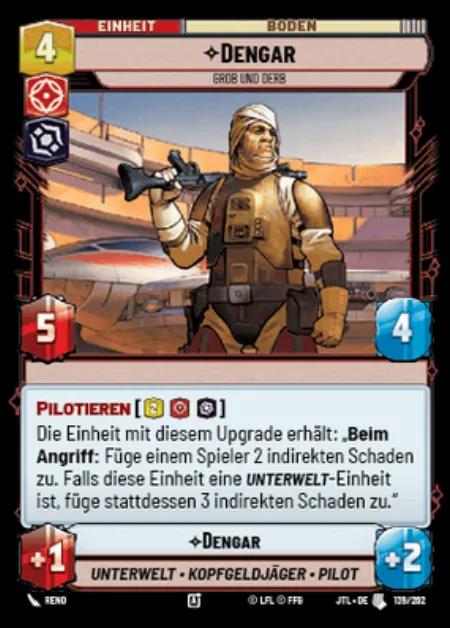 EINHEIT
BODEN
4
Dengar
GROB UND DERB
5
4
PILOTIEREN [2]
Die Einheit mit diesem Upgrade erhält: „Beim
Angriff: Füge einem Spieler 2 indirekten Schaden
zu. Falls diese Einheit eine UNTERWELT-Einheit
ist, füge stattdessen 3 indirekten Schaden zu.“
Dengar
+1
+2
UNTERWELT • KOPFGELDJÄGER • PILOT
RENO
A
© LFL © FFG
JTL • DE
139/262